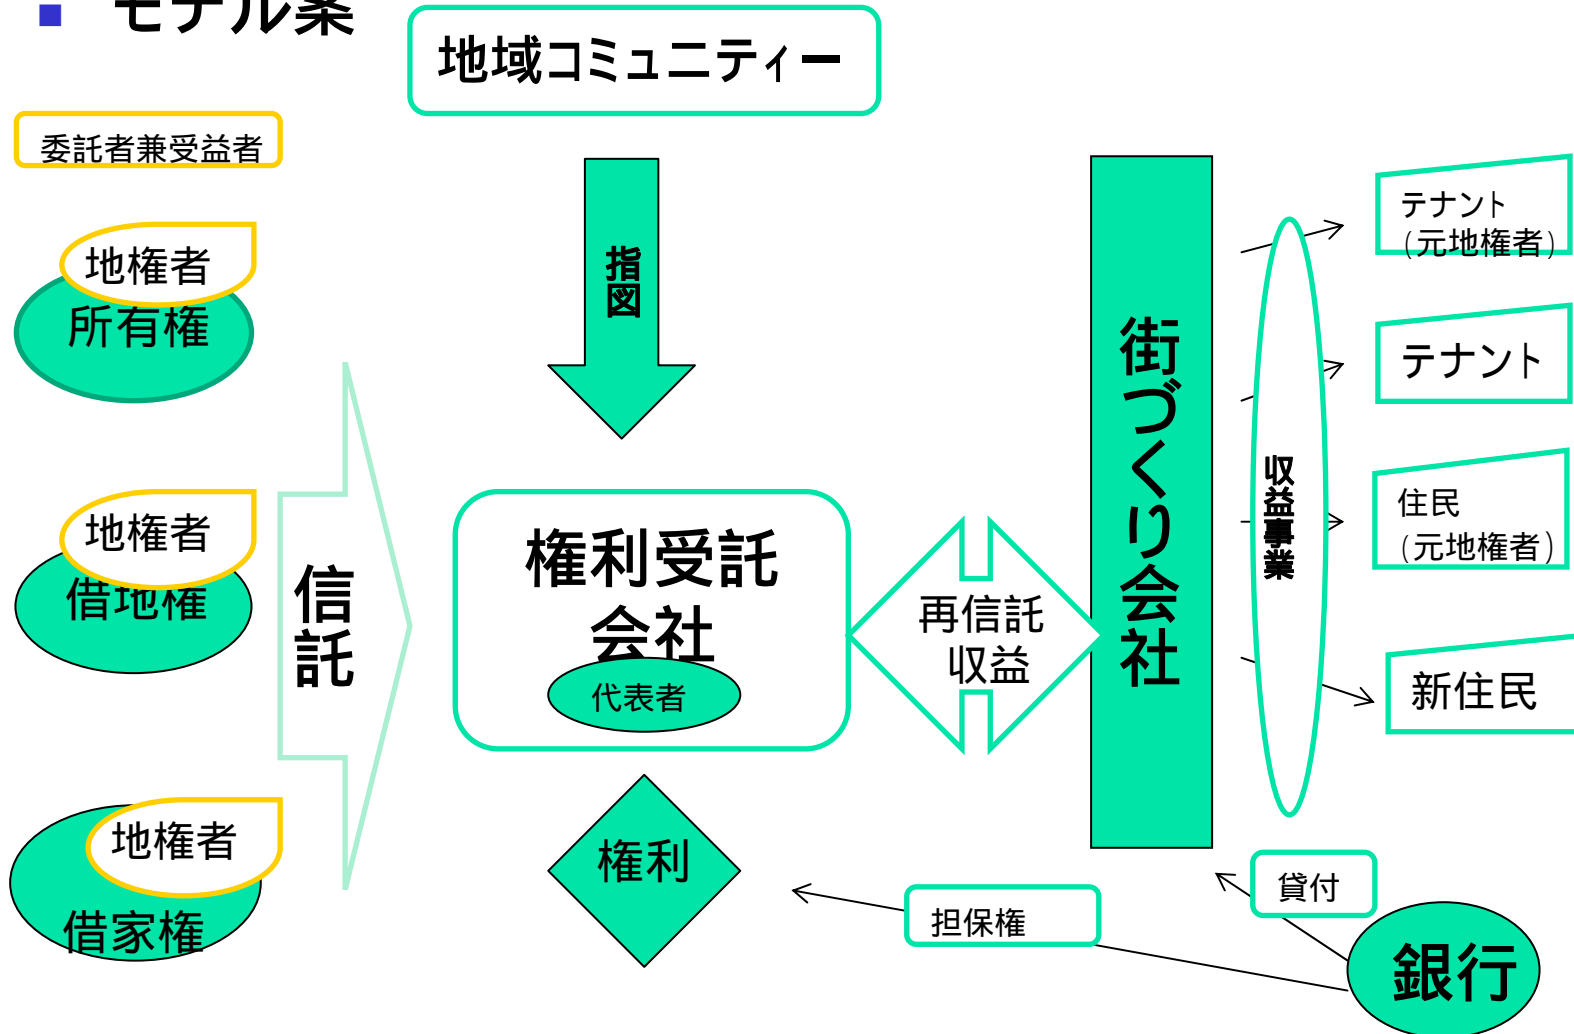 モデル案
地域コミュニティー
委託者兼受益者
地権者
所有権
地権者
借地権
地権者
借家権
信託
指図
権利受託
会社
代表者
権利
再信託
収益
街づくり会社
収益事業
テナント
(元地権者)
テナント
住民
(元地権者)
新住民
貸付
担保権
銀行